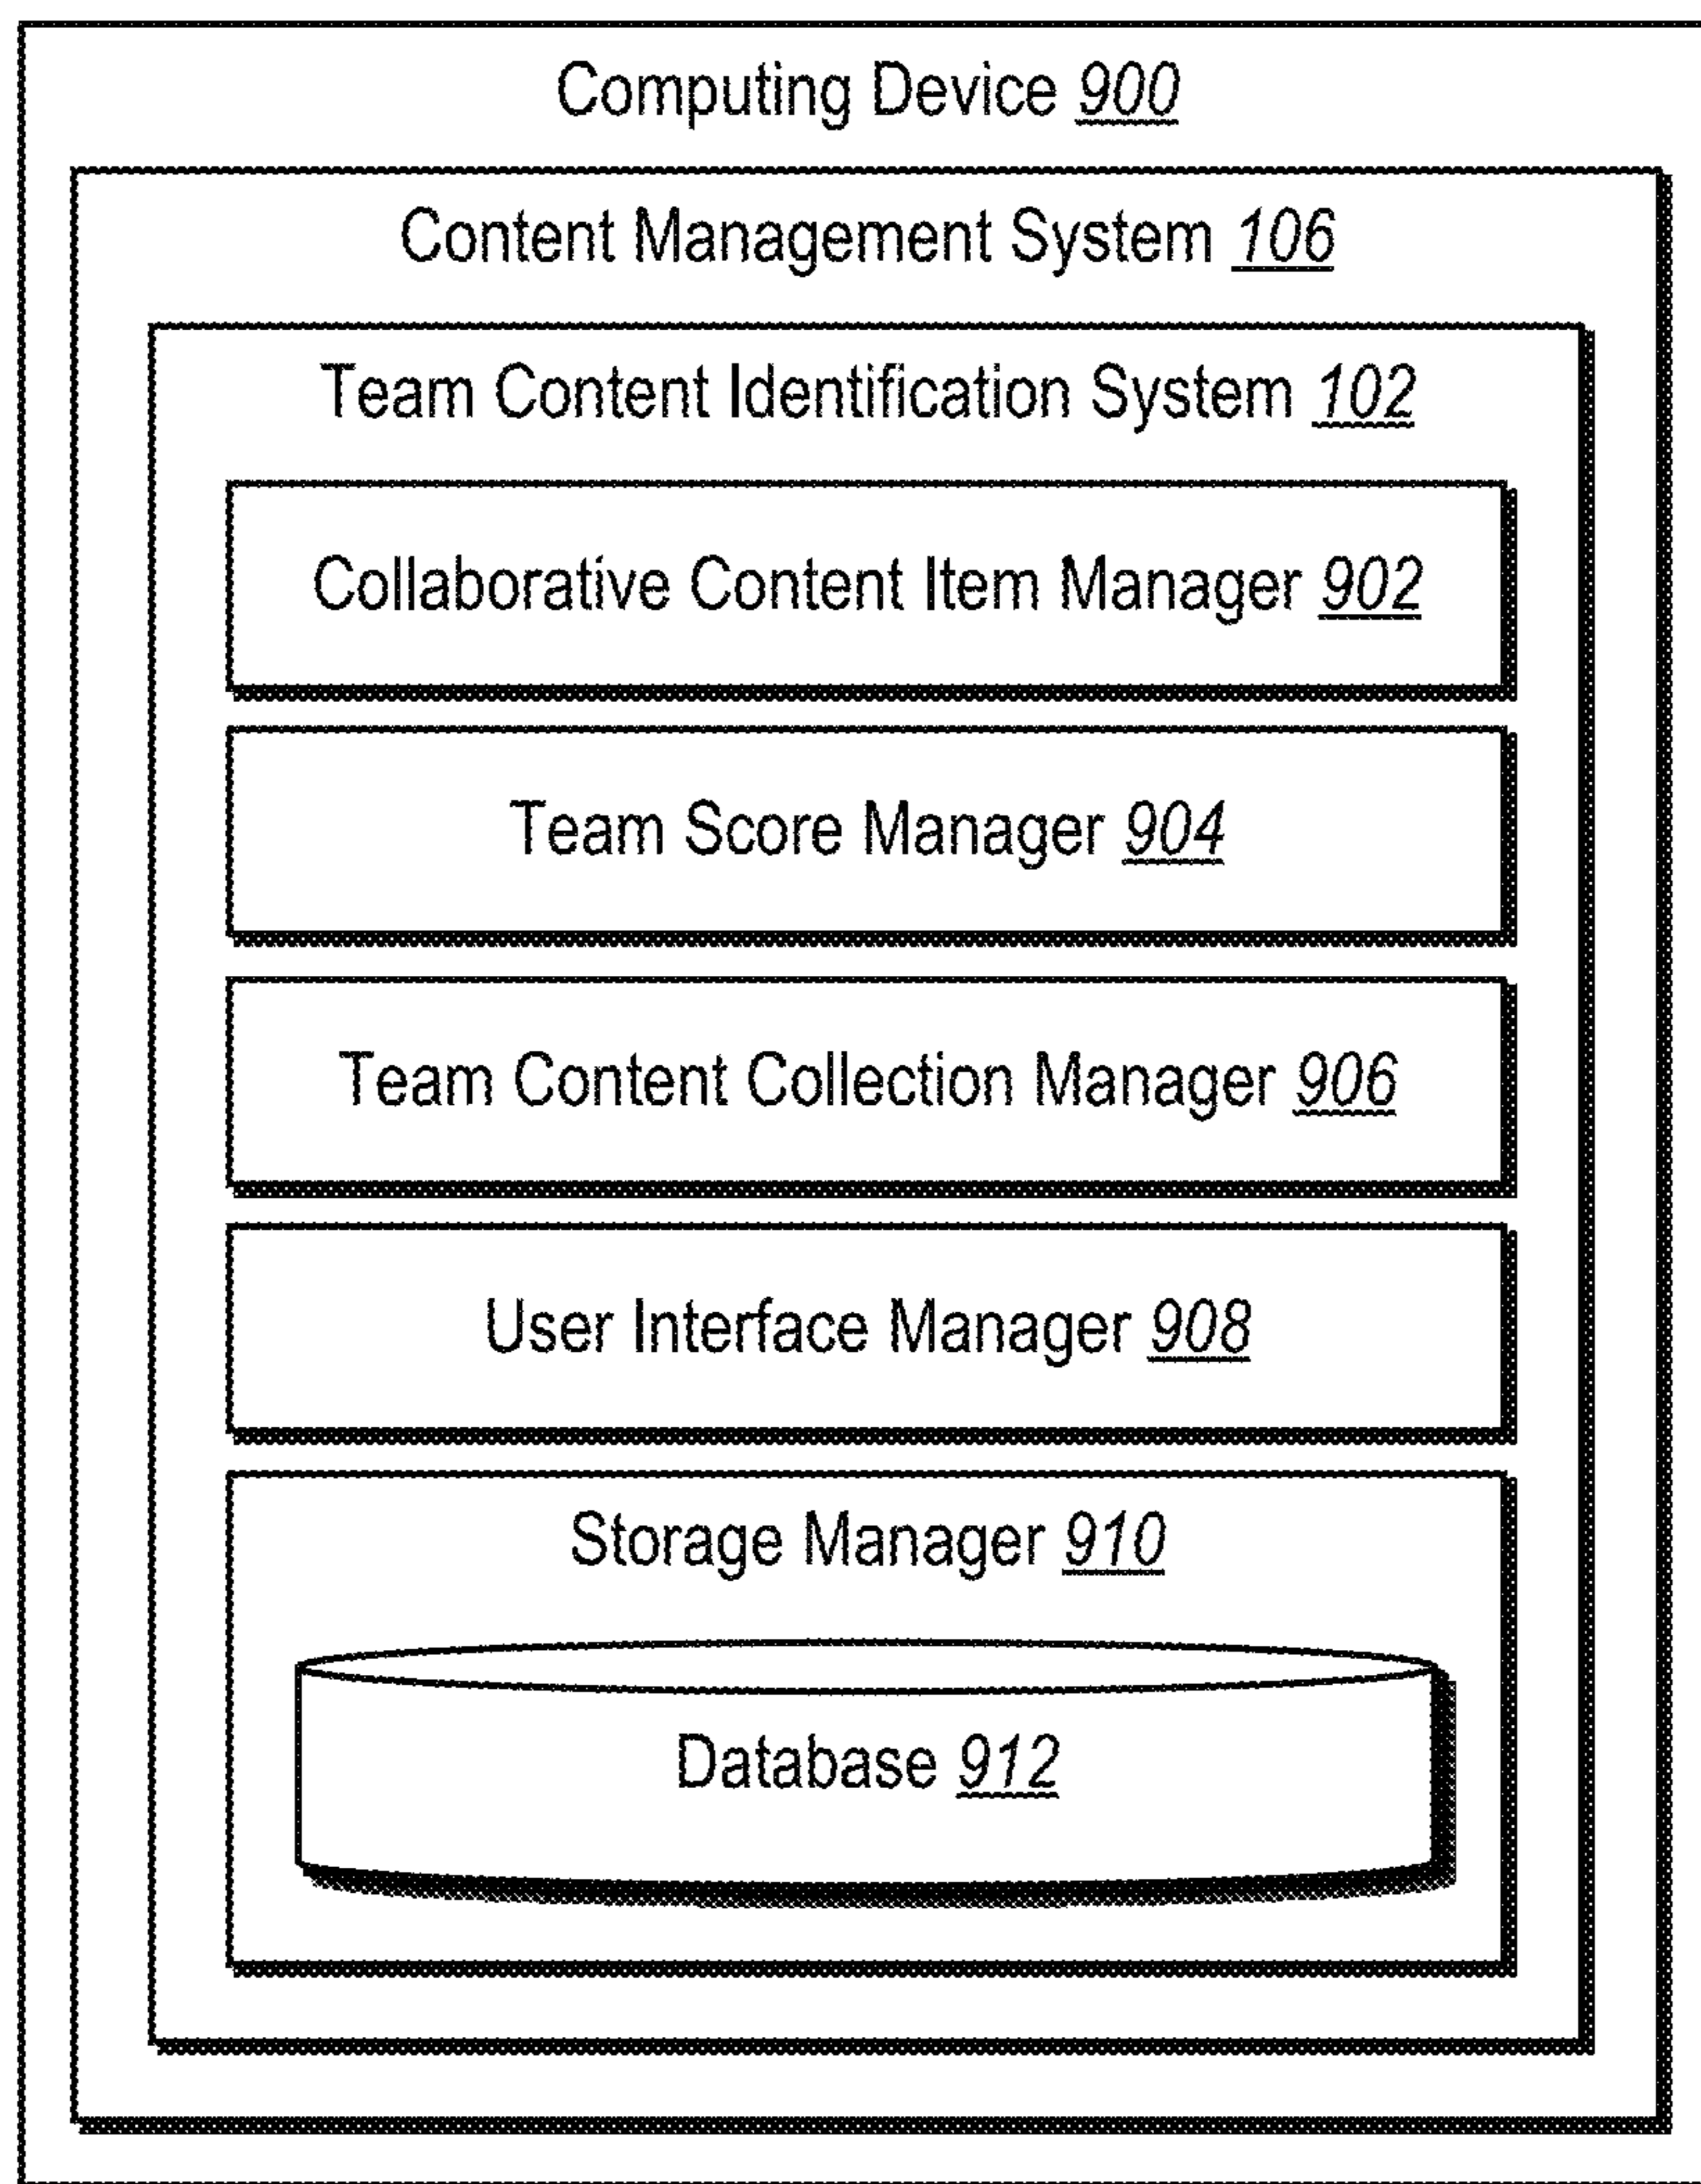 Computing Device 900
Content Management System 106
Team Content Identification System 102
Collaborative Content Item Manager 902
Team Score Manager 904
Team Content Collection Manager 906
User Interface Manager 908
Storage Manager 910
Database 912